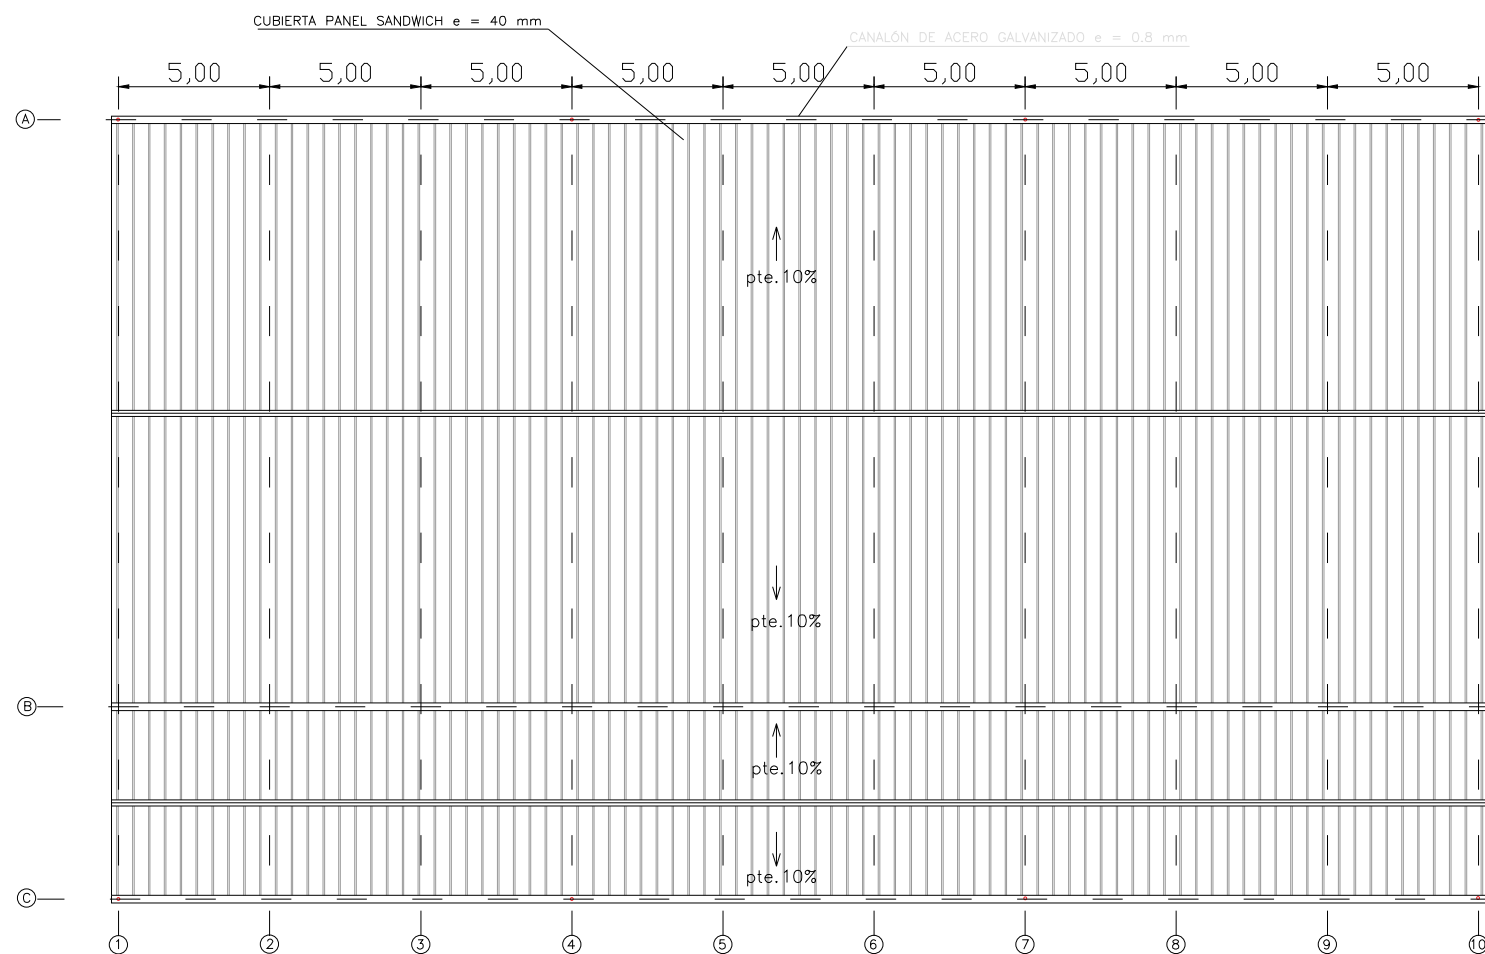 CUBIERTA PANEL SANDWICH e = 40 mm
CANALÓN DE ACERO GALVANIZADO e = 0.8 mm
5,00 5,00 5,00 5,00 5,00 5,00 5,00 5,00 5,00
A
pte.10%
pte.10%
B
pte.10%
pte.10%
C
1 2 3 4 5 6 7 8 9 10